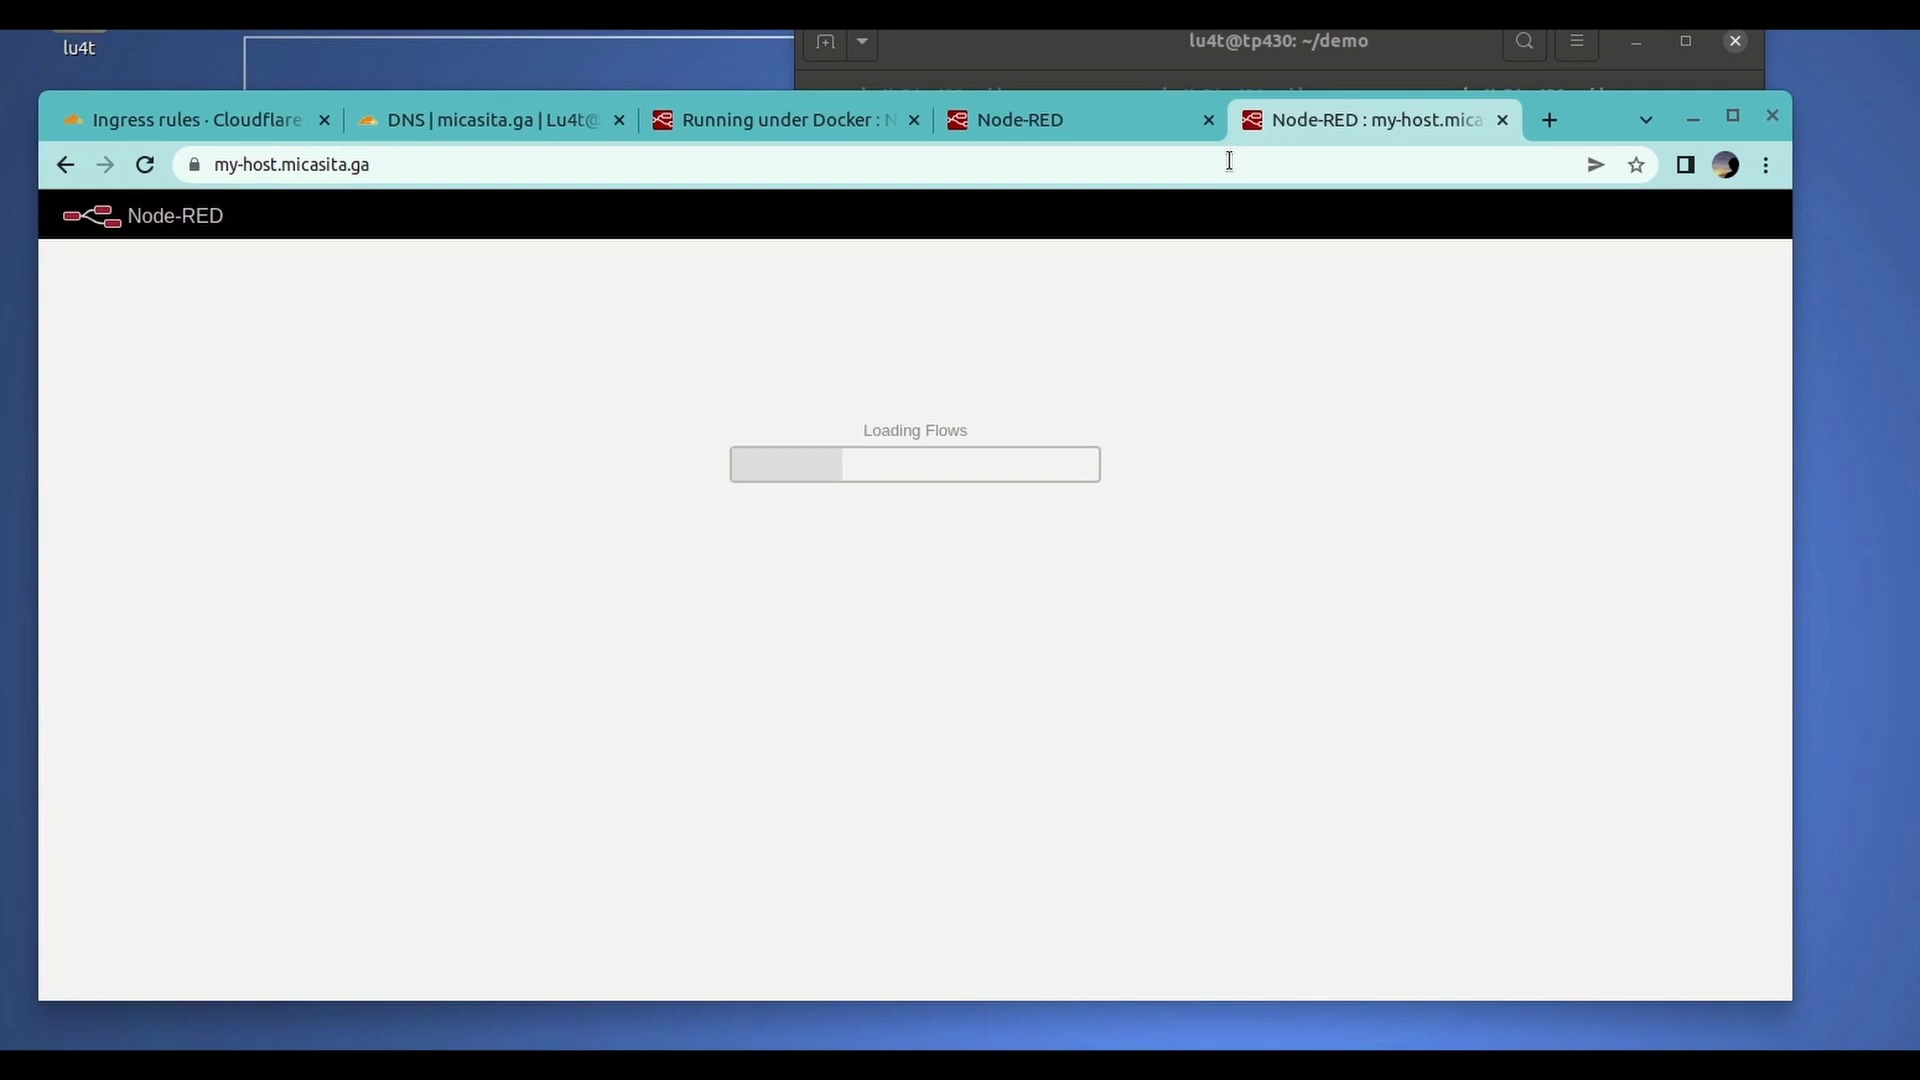 lu4t
lu4t@tp430: ~/demo
Ingress rules · Cloudflare
DNS | micasita.ga | Lu4t@
Running under Docker : N
Node-RED
Node-RED : my-host.mica
my-host.micasita.ga
Node-RED
Loading Flows